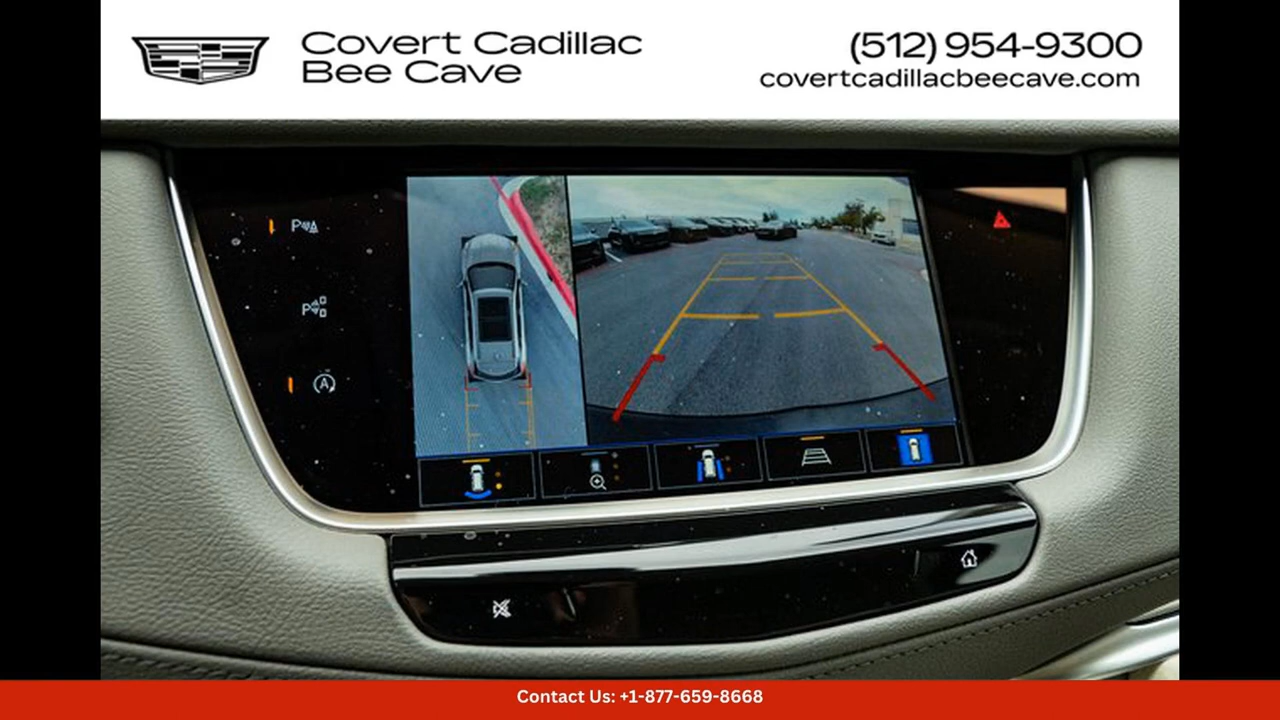 Covert Cadillac
Bee Cave
(512) 954-9300
covertcadillacbeecave.com
P
P
A
Contact Us: +1-877-659-8668